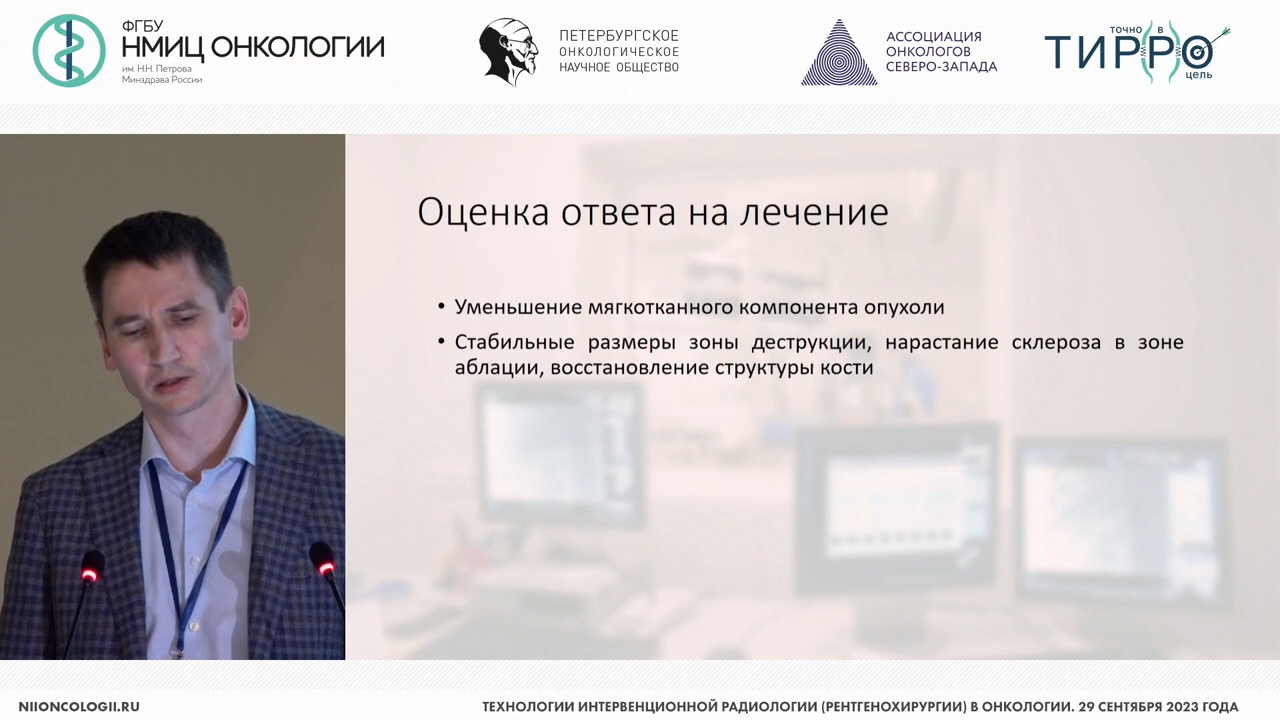 ФГБУ
НМИЦ ОНКОЛОГИИ
им. Н.Н. Петрова
Минздрава России
ПЕТЕРБУРГСКОЕ
ОНКОЛОГИЧЕСКОЕ
НАУЧНОЕ ОБЩЕСТВО
АССОЦИАЦИЯ
ОНКОЛОГОВ
СЕВЕРО-ЗАПАДА
ТОЧНО В
ТИРРО
цель
Оценка ответа на лечение
• Уменьшение мягкотканного компонента опухоли
• Стабильные размеры зоны деструкции, нарастание склероза в зоне
аблации, восстановление структуры кости
NIIONCOLOGII.RU
ТЕХНОЛОГИИ ИНТЕРВЕНЦИОННОЙ РАДИОЛОГИИ (РЕНТГЕНОХИРУРГИИ) В ОНКОЛОГИИ. 29 СЕНТЯБРЯ 2023 ГОДА